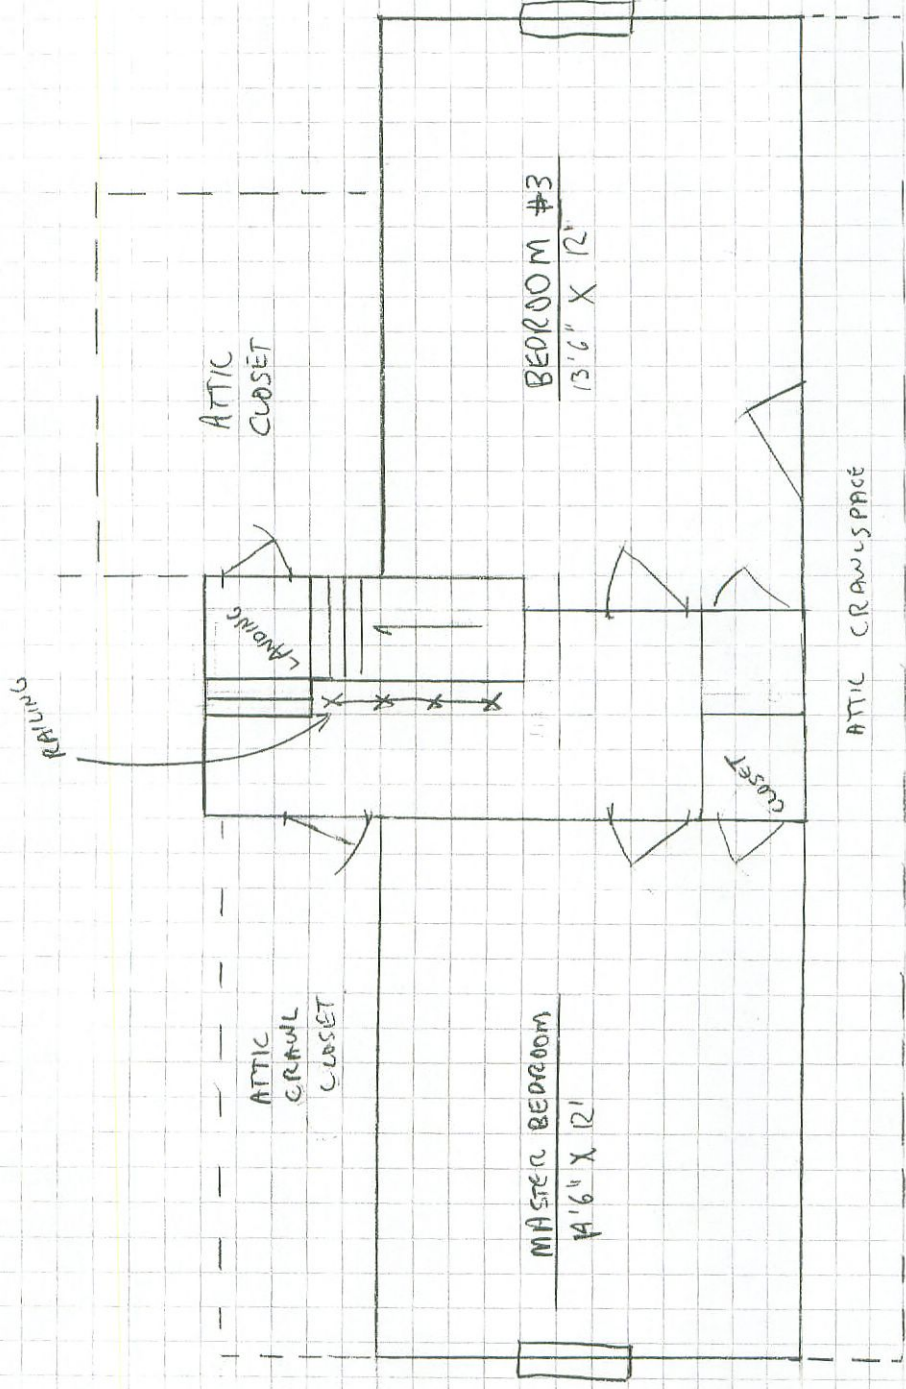 RAILING
ATTIC
CRAWL
CLOSET
ATTIC
CLOSET
LANDING
MASTER BEDROOM
14'6" X 12'
BEDROOM #3
13'6" X 12'
CLOSET
ATTIC CRAWLSPACE